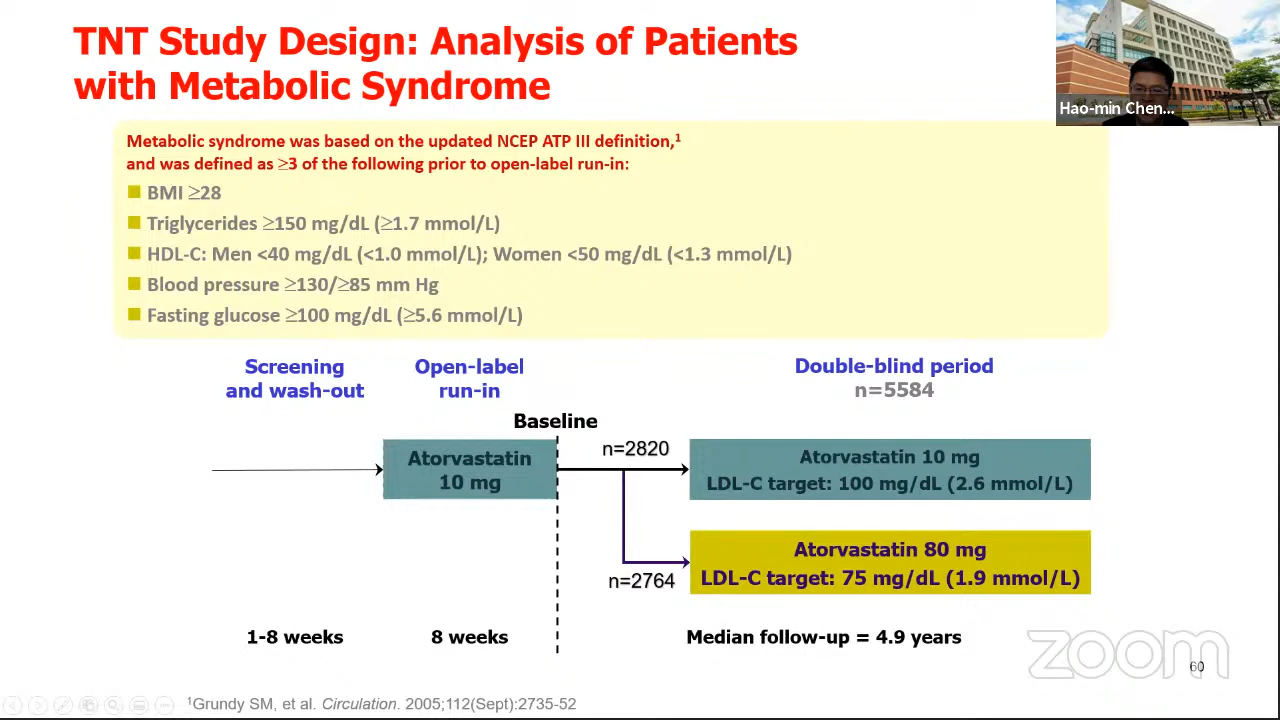 TNT Study Design: Analysis of Patients
with Metabolic Syndrome
Hao-min Chen...
Metabolic syndrome was based on the updated NCEP ATP III definition,¹
and was defined as ≥3 of the following prior to open-label run-in:
BMI ≥28
Triglycerides ≥150 mg/dL (≥1.7 mmol/L)
HDL-C: Men <40 mg/dL (<1.0 mmol/L); Women <50 mg/dL (<1.3 mmol/L)
Blood pressure ≥130/≥85 mm Hg
Fasting glucose ≥100 mg/dL (≥5.6 mmol/L)
Screening
and wash-out
Open-label
run-in
Double-blind period
n=5584
Baseline
Atorvastatin
10 mg
n=2820
Atorvastatin 10 mg
LDL-C target: 100 mg/dL (2.6 mmol/L)
n=2764
Atorvastatin 80 mg
LDL-C target: 75 mg/dL (1.9 mmol/L)
1-8 weeks
8 weeks
Median follow-up = 4.9 years
zoom
60
¹Grundy SM, et al. Circulation. 2005;112(Sept):2735-52